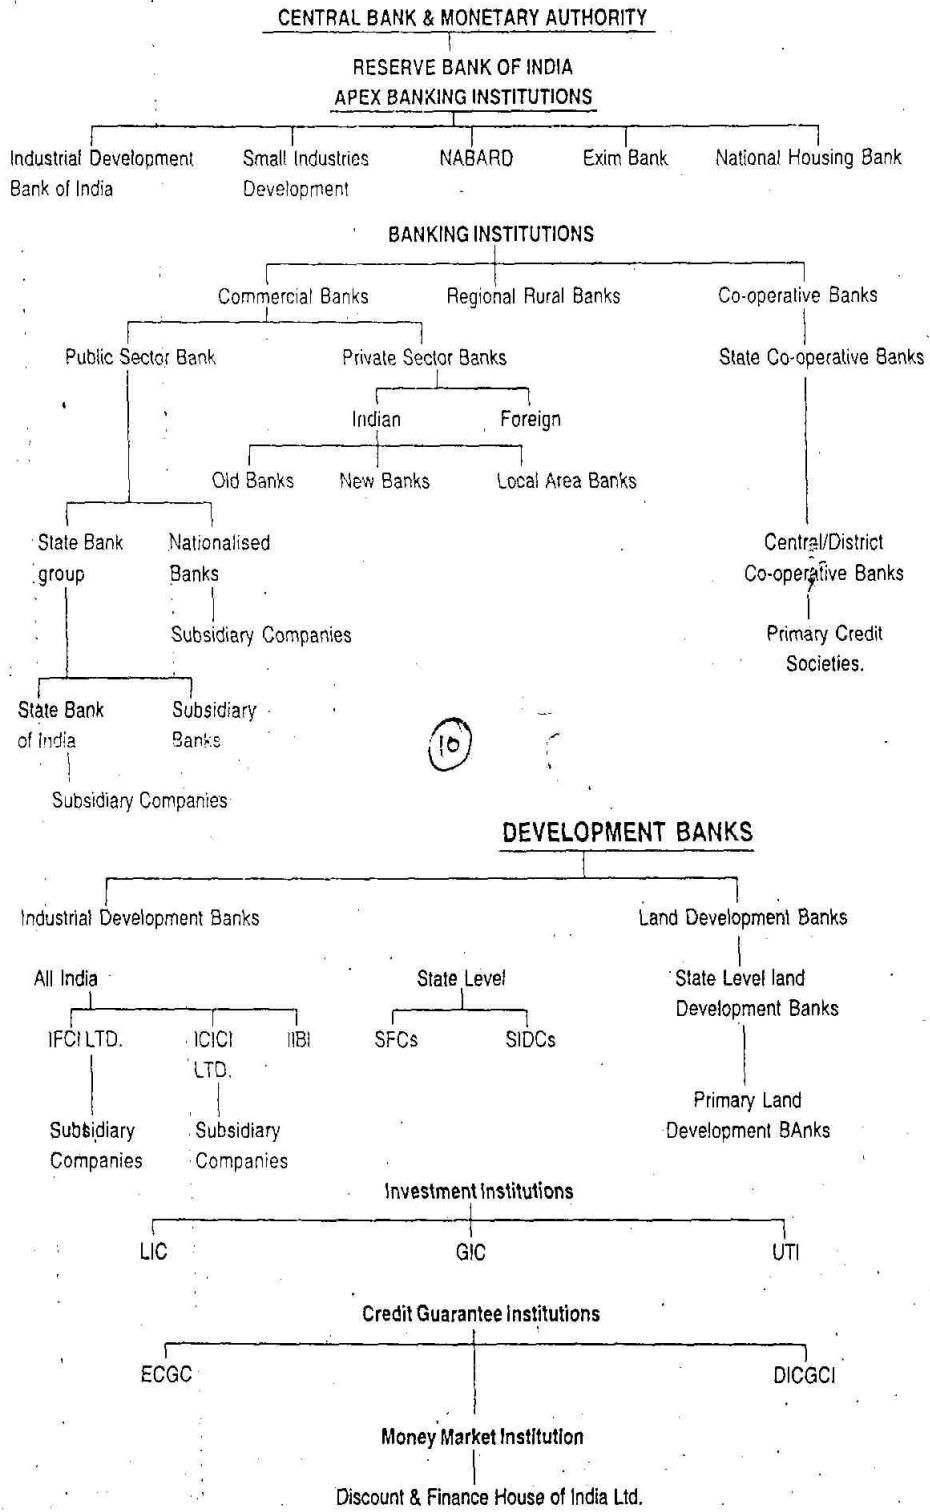 CENTRAL BANK & MONETARY AUTHORITY
RESERVE BANK OF INDIA
APEX BANKING INSTITUTIONS
Industrial Development Small Industries NABARD Exim Bank National Housing Bank
Bank of India Development
BANKING INSTITUTIONS
Commercial Banks Regional Rural Banks Co-operative Banks
Public Sector Bank Private Sector Banks State Co-operative Banks
Indian Foreign
Old Banks New Banks Local Area Banks
State Bank Nationalised Central/District
group Banks Co-operative Banks
Subsidiary Companies Primary Credit
Societies.
State Bank Subsidiary
of India Banks
10
Subsidiary Companies
DEVELOPMENT BANKS
Industrial Development Banks Land Development Banks
All India State Level State Level land
Development Banks
IFCI LTD. ICICI IIBI SFCs SIDCs
LTD.
Primary Land
Subsidiary Subsidiary Development BAnks
Companies Companies
Investment Institutions
LIC GIC UTI
Credit Guarantee Institutions
ECGC DICGCI
Money Market Institution
Discount & Finance House of India Ltd.